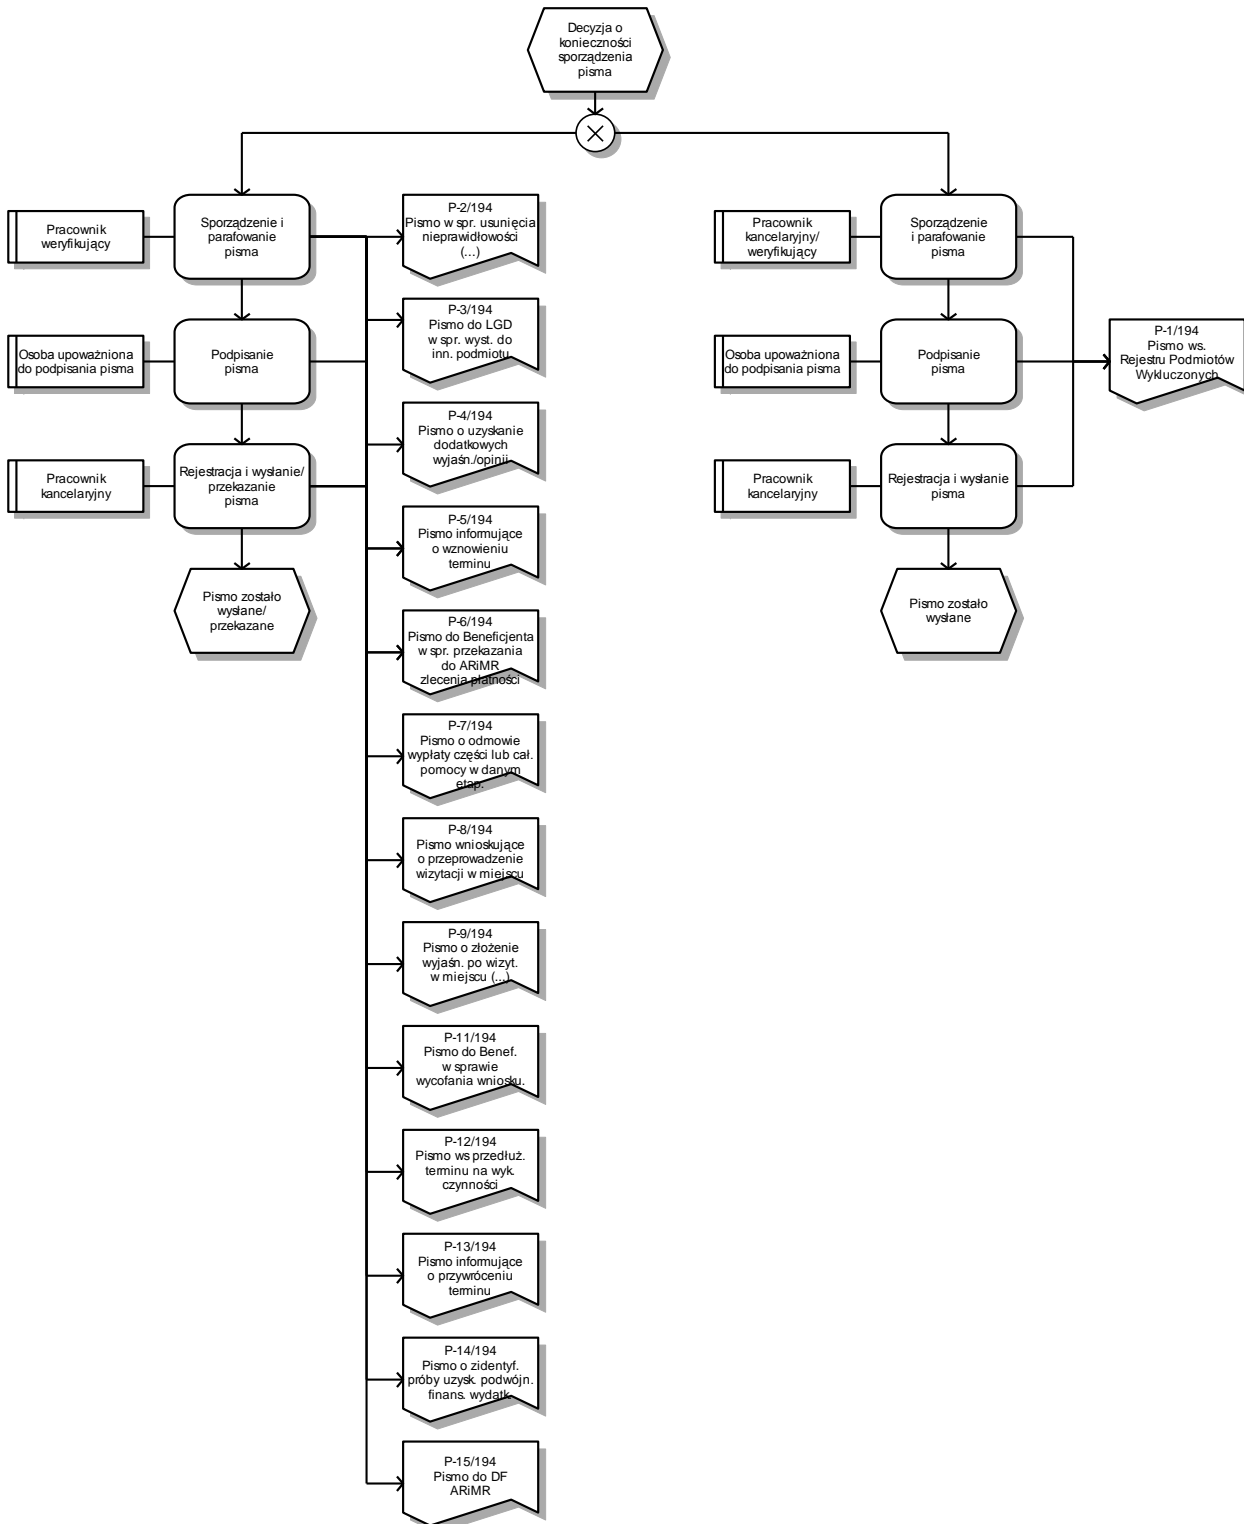 Decyzja o
konieczności
sporządzenia
pisma
Pracownik
weryfikujący
Sporządzenie i
parafowanie
pisma
Osoba upoważniona
do podpisania pisma
Podpisanie
pisma
Pracownik
kancelaryjny
Rejestracja i wysłanie/
przekazanie
pisma
Pismo zostało
wysłane/
przekazane
P-2/194
Pismo w spr. usunięcia
nieprawidłowości
(...)
P-3/194
Pismo do LGD
w spr. wyst. do
inn. podmiotu
P-4/194
Pismo o uzyskanie
dodatkowych
wyjaśn./opinii
P-5/194
Pismo informujące
o wznowieniu
terminu
P-6/194
Pismo do Beneficjenta
w spr. przekazania
do ARiMR
zlecenia płatności
P-7/194
Pismo o odmowie
wypłaty części lub cał.
pomocy w danym
etap.
P-8/194
Pismo wnioskujące
o przeprowadzenie
wizytacji w miejscu
P-9/194
Pismo o złożenie
wyjaśn. po wizyt.
w miejscu (...)
P-11/194
Pismo do Benef.
w sprawie
wycofania wniosku.
P-12/194
Pismo ws przedłuż.
terminu na wyk.
czynności
P-13/194
Pismo informujące
o przywróceniu
terminu
P-14/194
Pismo o zidentyf.
próby uzysk. podwójn.
finans. wydatk.
P-15/194
Pismo do DF
ARiMR
Pracownik
kancelaryjny/
weryfikujący
Sporządzenie
i parafowanie
pisma
Osoba upoważniona
do podpisania pisma
Podpisanie
pisma
Pracownik
kancelaryjny
Rejestracja i wysłanie
pisma
Pismo zostało
wysłane
P-1/194
Pismo ws.
Rejestru Podmiotów
Wykluczonych